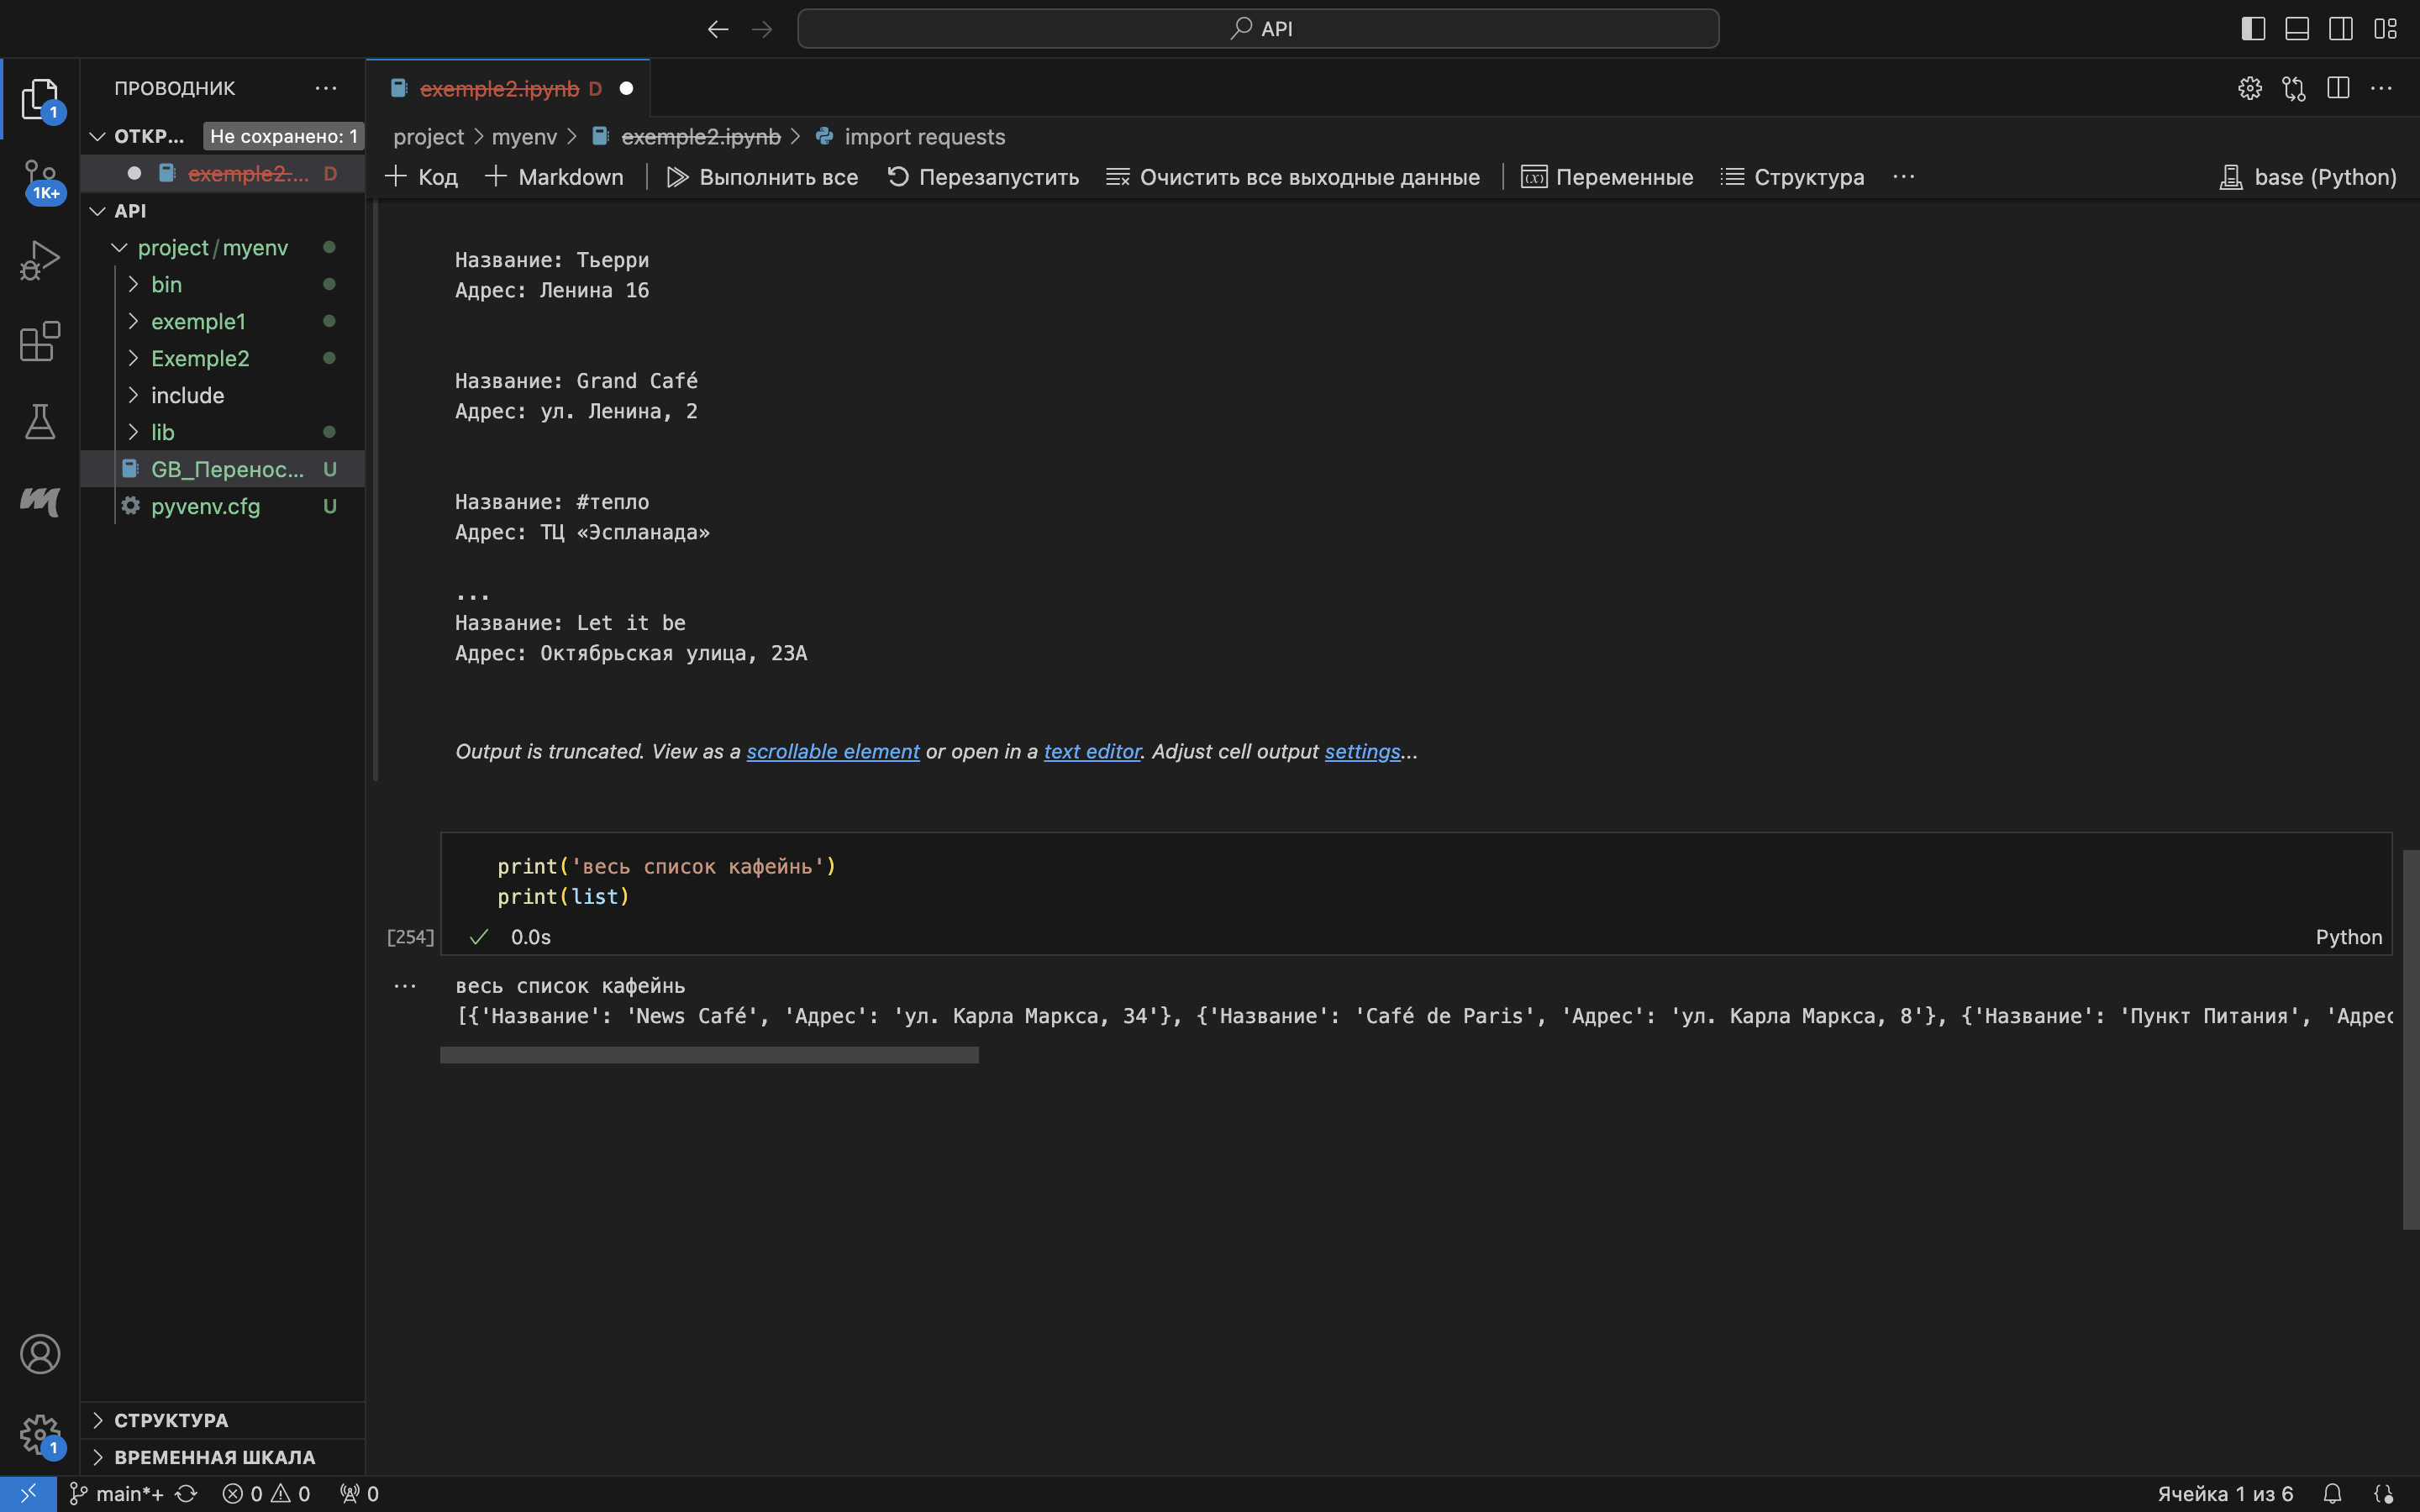 API
ПРОВОДНИК
ОТКР... Не сохранено: 1
exemple2.... D
API
project / myenv
bin
exemple1
Exemple2
include
lib
GB_Перенос... U
pyvenv.cfg U
СТРУКТУРА
ВРЕМЕННАЯ ШКАЛА
1
1K+
1
exemple2.ipynb D
project > myenv > exemple2.ipynb > import requests
+ Код + Markdown Выполнить все Перезапустить Очистить все выходные данные Переменные Структура ... base (Python)
Название: Тьерри
Адрес: Ленина 16
Название: Grand Café
Адрес: ул. Ленина, 2
Название: #тепло
Адрес: ТЦ «Эспланада»
...
Название: Let it be
Адрес: Октябрьская улица, 23А
Output is truncated. View as a scrollable element or open in a text editor. Adjust cell output settings...
print('весь список кафейнь')
print(list)
[254] 0.0s Python
весь список кафейнь
[{'Название': 'News Café', 'Адрес': 'ул. Карла Маркса, 34'}, {'Название': 'Café de Paris', 'Адрес': 'ул. Карла Маркса, 8'}, {'Название': 'Пункт Питания', 'Адрес
main*+ 0 0 0 Ячейка 1 из 6